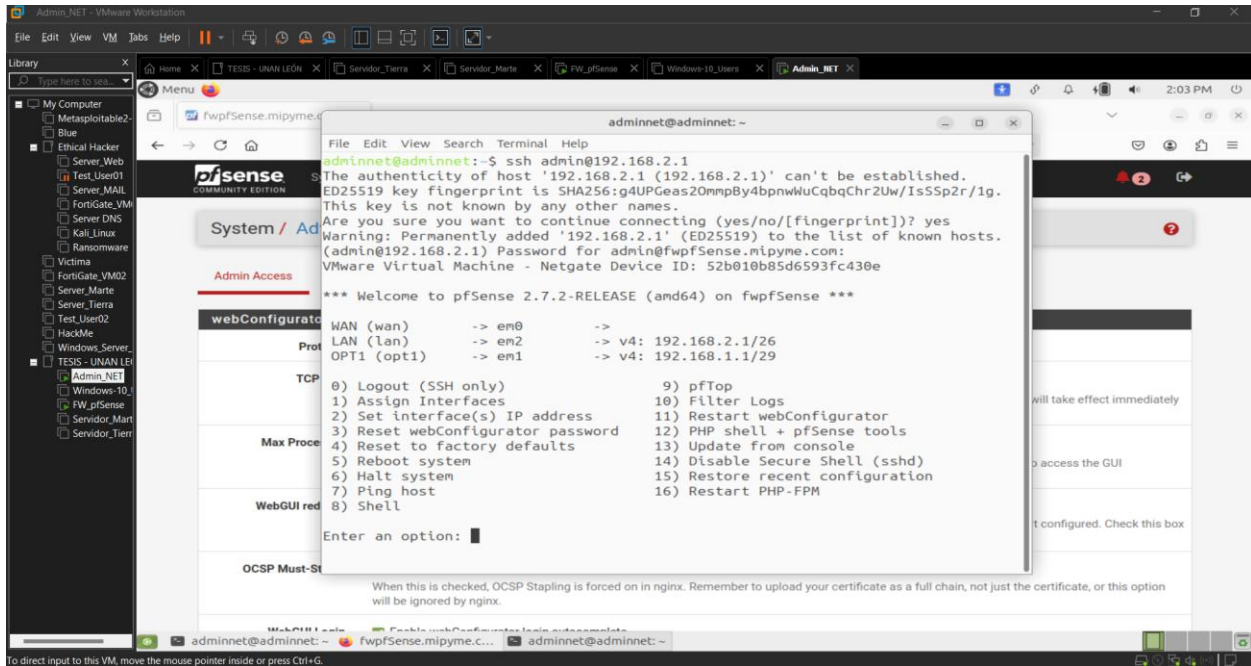 Admin_NET - VMware Workstation
File Edit View VM Tabs Help
Library
Type here to sea...
Home TESIS - UNAN LEÓN Servidor_Tierra Servidor_Marte FW_pfSense Windows-10_Users Admin_NET
My Computer
Metasploitable2-
Blue
Ethical Hacker
Server_Web
Test_User01
Server_MAIL
FortiGate_VM
Server DNS
Kali_Linux
Ransomware
Victima
FortiGate_VM02
Server_Marte
Server_Tierra
Test_User02
HackMe
Windows_Server_
TESIS - UNAN LE
Admin_NET
Windows-10_
FW_pfSense
Servidor_Mart
Servidor_Tierr
Menu 2:03 PM
fwpfSense.mipyme.c
pfsense
COMMUNITY EDITION
2
System / Ad
Admin Access
webConfigurato
Prot
TCP
will take effect immediately
Max Proce
o access the GUI
WebGUI red
t configured. Check this box
OCSP Must-St
When this is checked, OCSP Stapling is forced on in nginx. Remember to upload your certificate as a full chain, not just the certificate, or this option
will be ignored by nginx.
WebGUI Login Enable webConfigurator login autocomplete
adminnet@adminnet: ~
File Edit View Search Terminal Help
adminnet@adminnet:~$ ssh admin@192.168.2.1
The authenticity of host '192.168.2.1 (192.168.2.1)' can't be established.
ED25519 key fingerprint is SHA256:g4UPGeas2OmmpBy4bpnwWuCqbqChr2Uw/IsSSp2r/1g.
This key is not known by any other names.
Are you sure you want to continue connecting (yes/no/[fingerprint])? yes
Warning: Permanently added '192.168.2.1' (ED25519) to the list of known hosts.
(admin@192.168.2.1) Password for admin@fwpfSense.mipyme.com:
VMware Virtual Machine - Netgate Device ID: 52b010b85d6593fc430e
*** Welcome to pfSense 2.7.2-RELEASE (amd64) on fwpfSense ***
WAN (wan) -> em0 ->
LAN (lan) -> em2 -> v4: 192.168.2.1/26
OPT1 (opt1) -> em1 -> v4: 192.168.1.1/29
0) Logout (SSH only) 9) pfTop
1) Assign Interfaces 10) Filter Logs
2) Set interface(s) IP address 11) Restart webConfigurator
3) Reset webConfigurator password 12) PHP shell + pfSense tools
4) Reset to factory defaults 13) Update from console
5) Reboot system 14) Disable Secure Shell (sshd)
6) Halt system 15) Restore recent configuration
7) Ping host 16) Restart PHP-FPM
8) Shell
Enter an option:
adminnet@adminnet: ~ fwpfSense.mipyme.c... adminnet@adminnet: ~
To direct input to this VM, move the mouse pointer inside or press Ctrl+G.